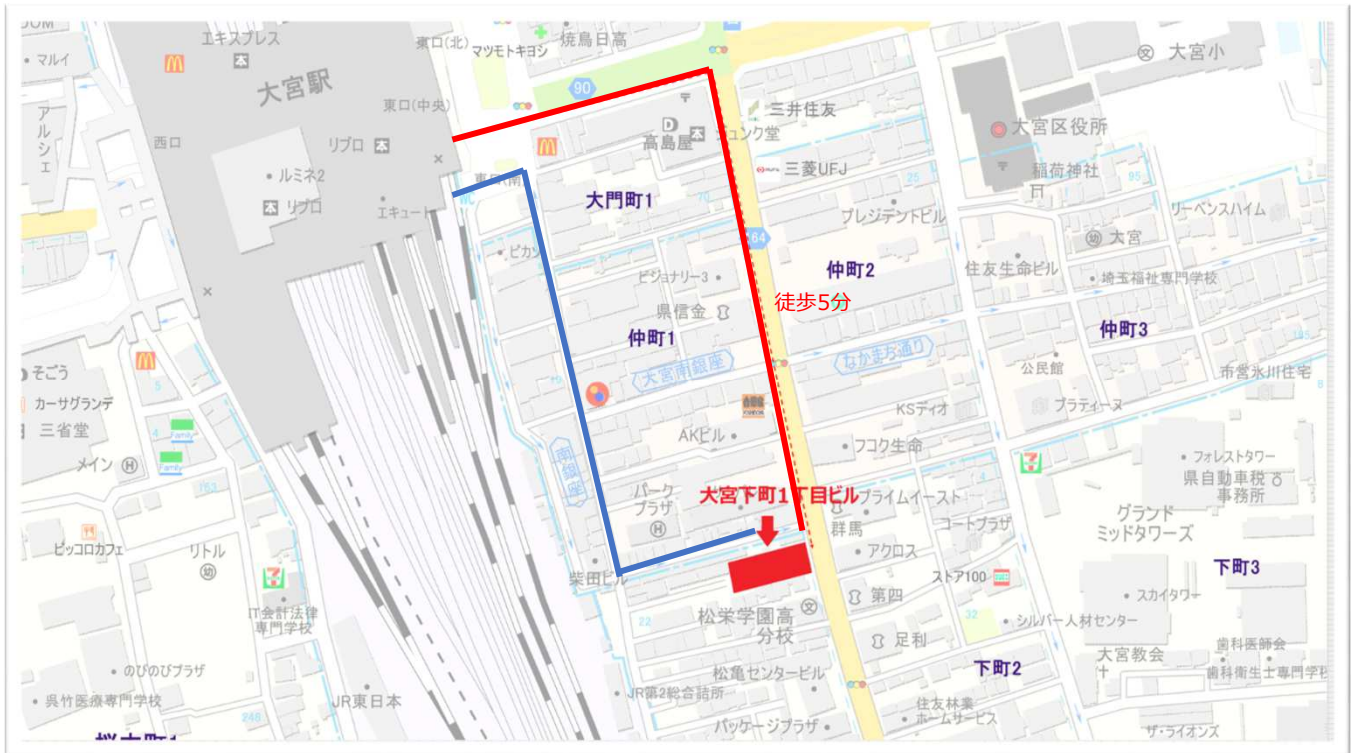 エキスプレス
東口(北)
マツモトキヨシ
焼鳥日高
マルイ
大宮駅
90
大宮小
東口(中央)
三井住友
大宮区役所
アルシェ
西口
リブロ
高島屋
ジュンク堂
三菱UFJ
稲荷神社
ルミネ2
リブロ
エキュート
大門町1
70
25
95
プレジデントビル
リーベンスハイム
大宮
64
ビジョナリー3
仲町2
住友生命ビル
埼玉福祉専門学校
徒歩5分
県信金
仲町1
仲町3
大宮南銀座
なかまち通り
公民館
そごう
市営氷川住宅
カーサグランデ
KSディオ
プラティーヌ
三省堂
AKビル
フコク生命
メイン
南銀座
フォレストタワー
県自動車税
事務所
163
パーク
プラザ
大宮下町1丁目ビル
プライムイースト
グランド
ミッドタワーズ
コートプラザ
群馬
ピッコロカフェ
リトル
アクロス
下町3
柴田ビル
ストア100
第四
スカイタワー
IT会計法律
専門学校
22
松栄学園高
分校
32
シルバー人材センター
足利
大宮教会
歯科医師会
のびのびプラザ
松亀センタービル
下町2
歯科衛生士専門学校
呉竹医療専門学校
JR東日本
JR第2総合詰所
248
パッケージプラザ
住友林業
ホームサービス
ザ・ライオンズ